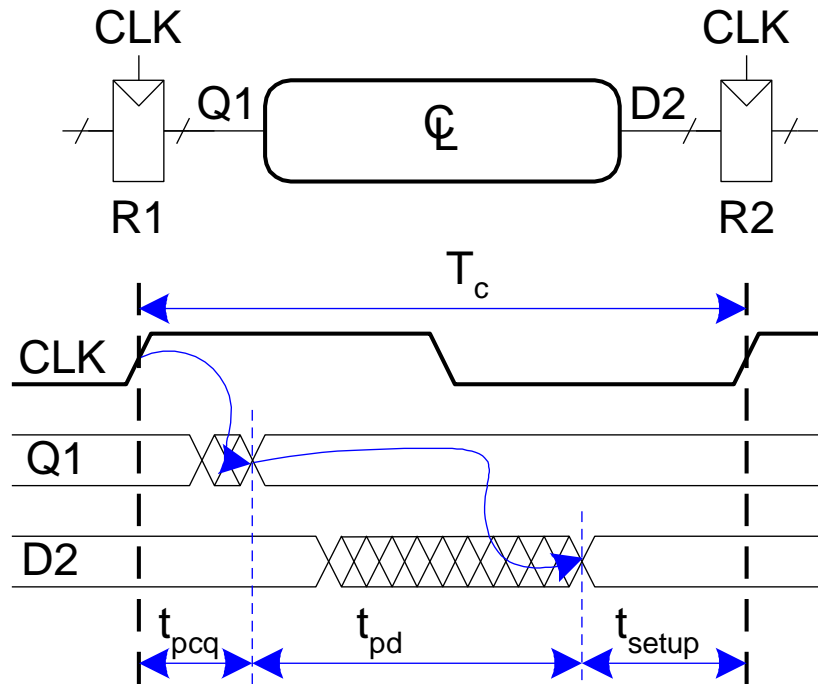 CLK CLK
Q1 CL D2
R1 R2
Tc
CLK
Q1
D2
tpcq tpd tsetup